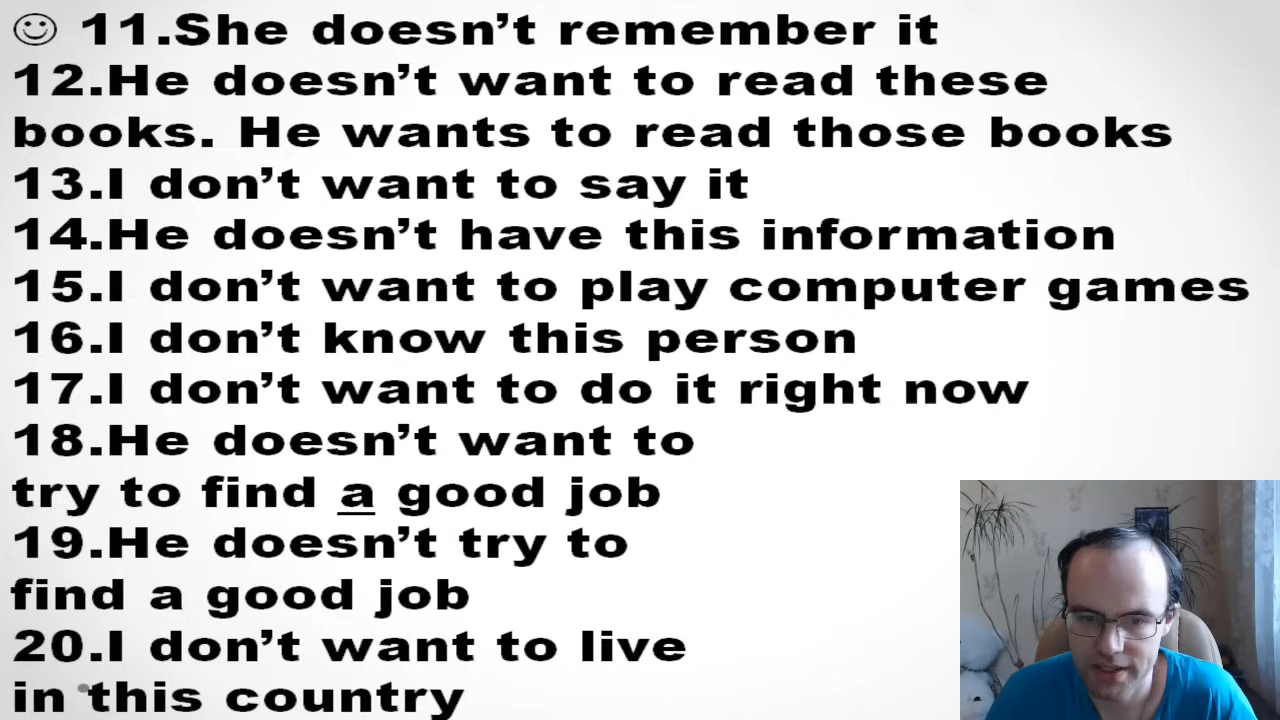 ☺ 11.She doesn't remember it
12.He doesn't want to read these
books. He wants to read those books
13.I don't want to say it
14.He doesn't have this information
15.I don't want to play computer games
16.I don't know this person
17.I don't want to do it right now
18.He doesn't want to
try to find a good job
19.He doesn't try to
find a good job
20.I don't want to live
in this country